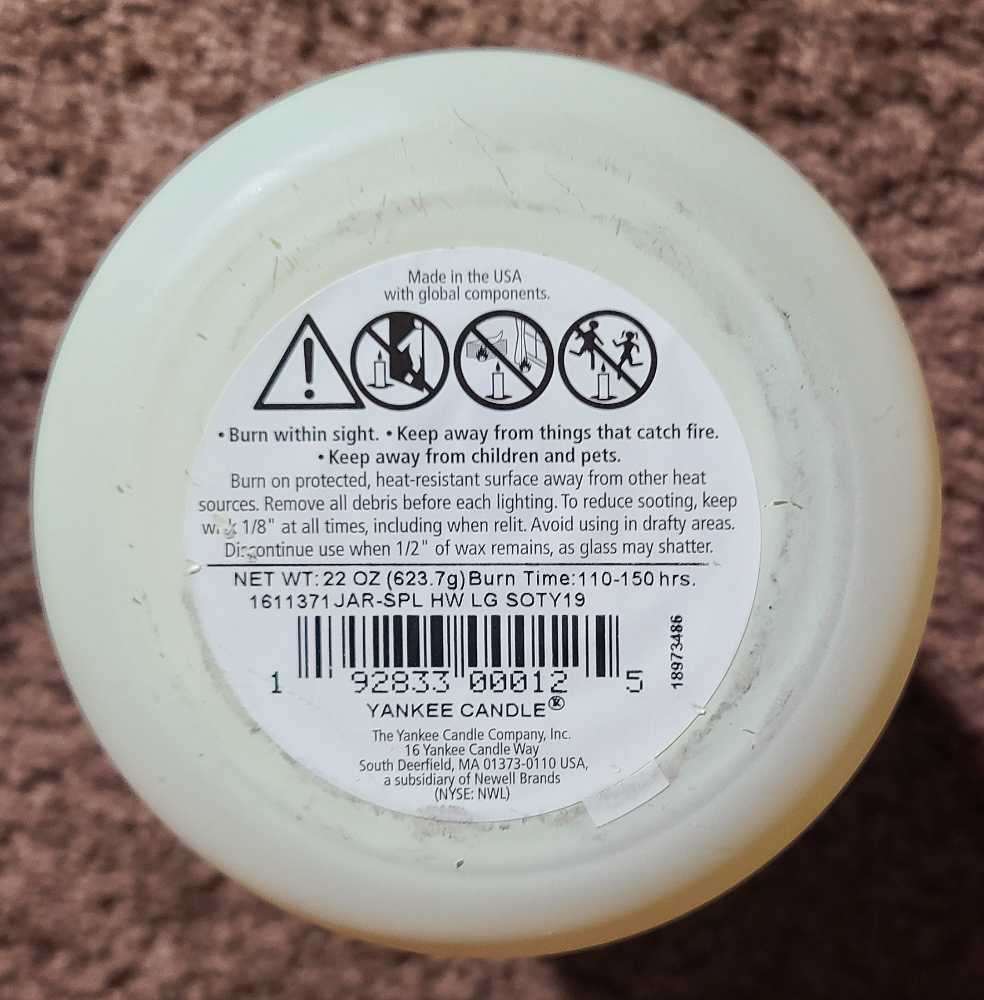 Made in the USA
with global components.
• Burn within sight. • Keep away from things that catch fire.
• Keep away from children and pets.
Burn on protected, heat-resistant surface away from other heat
sources. Remove all debris before each lighting. To reduce sooting, keep
1/8" at all times, including when relit. Avoid using in drafty areas.
Discontinue use when 1/2" of wax remains, as glass may shatter.
NET WT: 22 OZ (623.7g) Burn Time: 110-150 hrs.
1611371 JAR-SPL HW LG SOTY19
18973486
1 92833 00012 5
YANKEE CANDLE®
The Yankee Candle Company, Inc.
16 Yankee Candle Way
South Deerfield, MA 01373-0110 USA,
a subsidiary of Newell Brands
(NYSE: NWL)